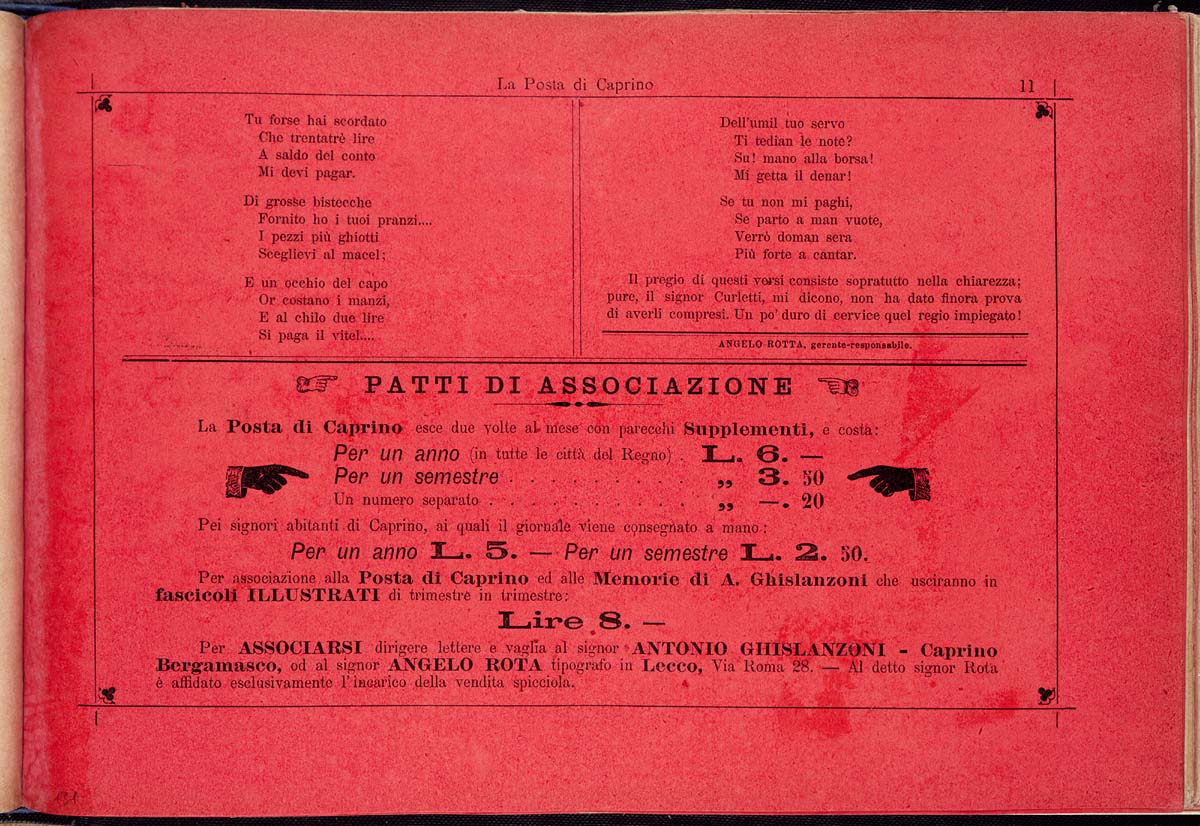 La Posta di Caprino
11
Tu forse hai scordato
Che trentatrè lire
A saldo del conto
Mi devi pagar.
Di grosse bistecche
Fornito ho i tuoi pranzi....
I pezzi più ghiotti
Sceglievi al macel;
E un occhio del capo
Or costano i manzi,
E al chilo due lire
Si paga il vitel....
Dell'umil tuo servo
Ti tedian le note?
Su! mano alla borsa!
Mi getta il denar!
Se tu non mi paghi,
Se parto a man vuote,
Verrò doman sera
Più forte a cantar.
Il pregio di questi versi consiste sopratutto nella chiarezza;
pure, il signor Curletti, mi dicono, non ha dato finora prova
di averli compresi. Un po' duro di cervice quel regio impiegato!
ANGELO ROTTA, gerente-responsabile.
PATTI DI ASSOCIAZIONE
La Posta di Caprino esce due volte al mese con parecchi Supplementi, e costa:
Per un anno (in tutte le città del Regno) . L. 6. —
Per un semestre . . . . . . . . . . „ 3. 50
Un numero separato . . . . . . . . . . „ —. 20
Pei signori abitanti di Caprino, ai quali il giornale viene consegnato a mano:
Per un anno L. 5. — Per un semestre L. 2. 50.
Per associazione alla Posta di Caprino ed alle Memorie di A. Ghislanzoni che usciranno in
fascicoli ILLUSTRATI di trimestre in trimestre:
Lire 8. —
Per ASSOCIARSI dirigere lettere e vaglia al signor ANTONIO GHISLANZONI - Caprino
Bergamasco, od al signor ANGELO ROTA tipografo in Lecco, Via Roma 28. — Al detto signor Rota
è affidato esclusivamente l'incarico della vendita spicciola.